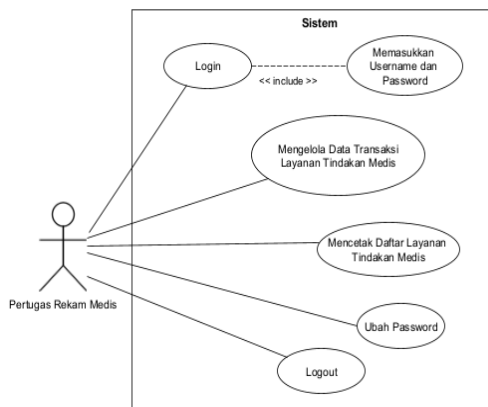 Sistem
Login
<< include >>
Memasukkan
Username dan
Password
Mengelola Data Transaksi
Layanan Tindakan Medis
Mencetak Daftar Layanan
Tindakan Medis
Pertugas Rekam Medis
Ubah Password
Logout